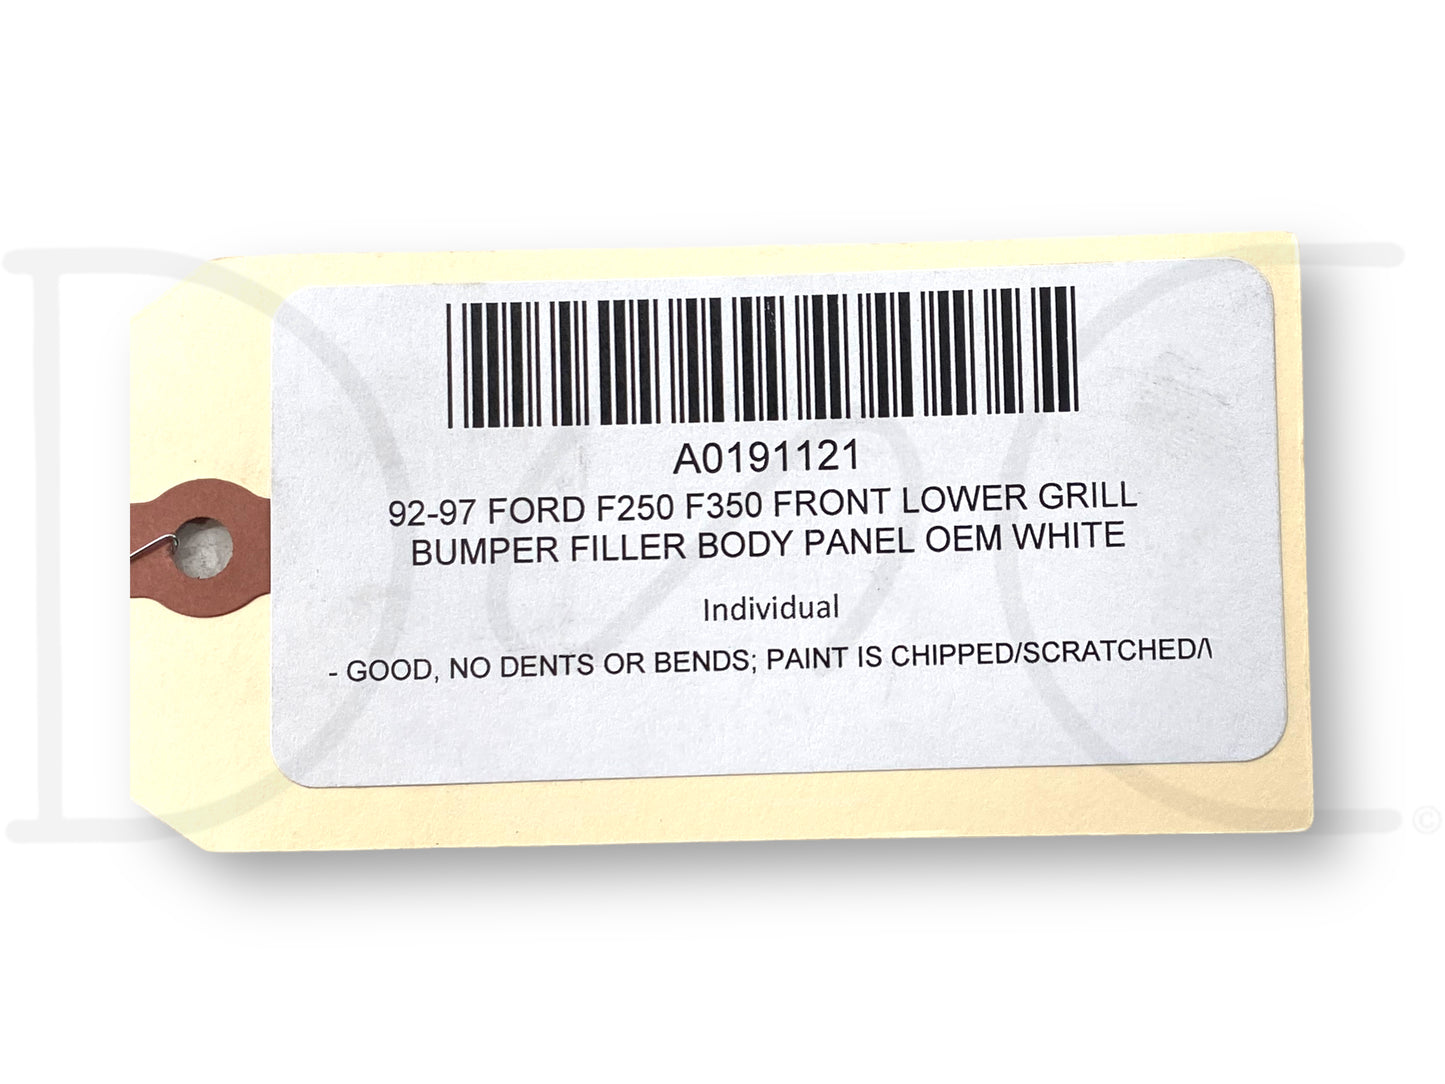 A0191121
92-97 FORD F250 F350 FRONT LOWER GRILL
BUMPER FILLER BODY PANEL OEM WHITE
Individual
- GOOD, NO DENTS OR BENDS; PAINT IS CHIPPED/SCRATCHED/
D C ©